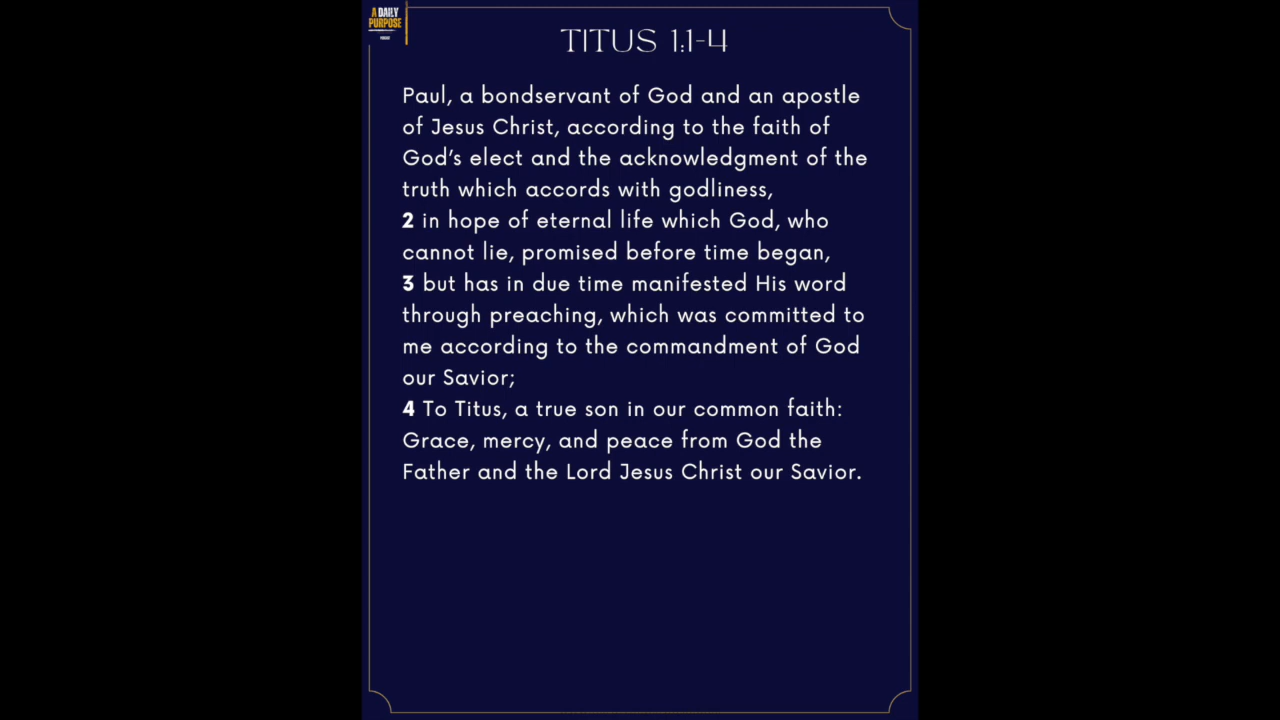 A DAILY
PURPOSE
PODCAST
TITUS 1:1-4
Paul, a bondservant of God and an apostle
of Jesus Christ, according to the faith of
God's elect and the acknowledgment of the
truth which accords with godliness,
2 in hope of eternal life which God, who
cannot lie, promised before time began,
3 but has in due time manifested His word
through preaching, which was committed to
me according to the commandment of God
our Savior;
4 To Titus, a true son in our common faith:
Grace, mercy, and peace from God the
Father and the Lord Jesus Christ our Savior.